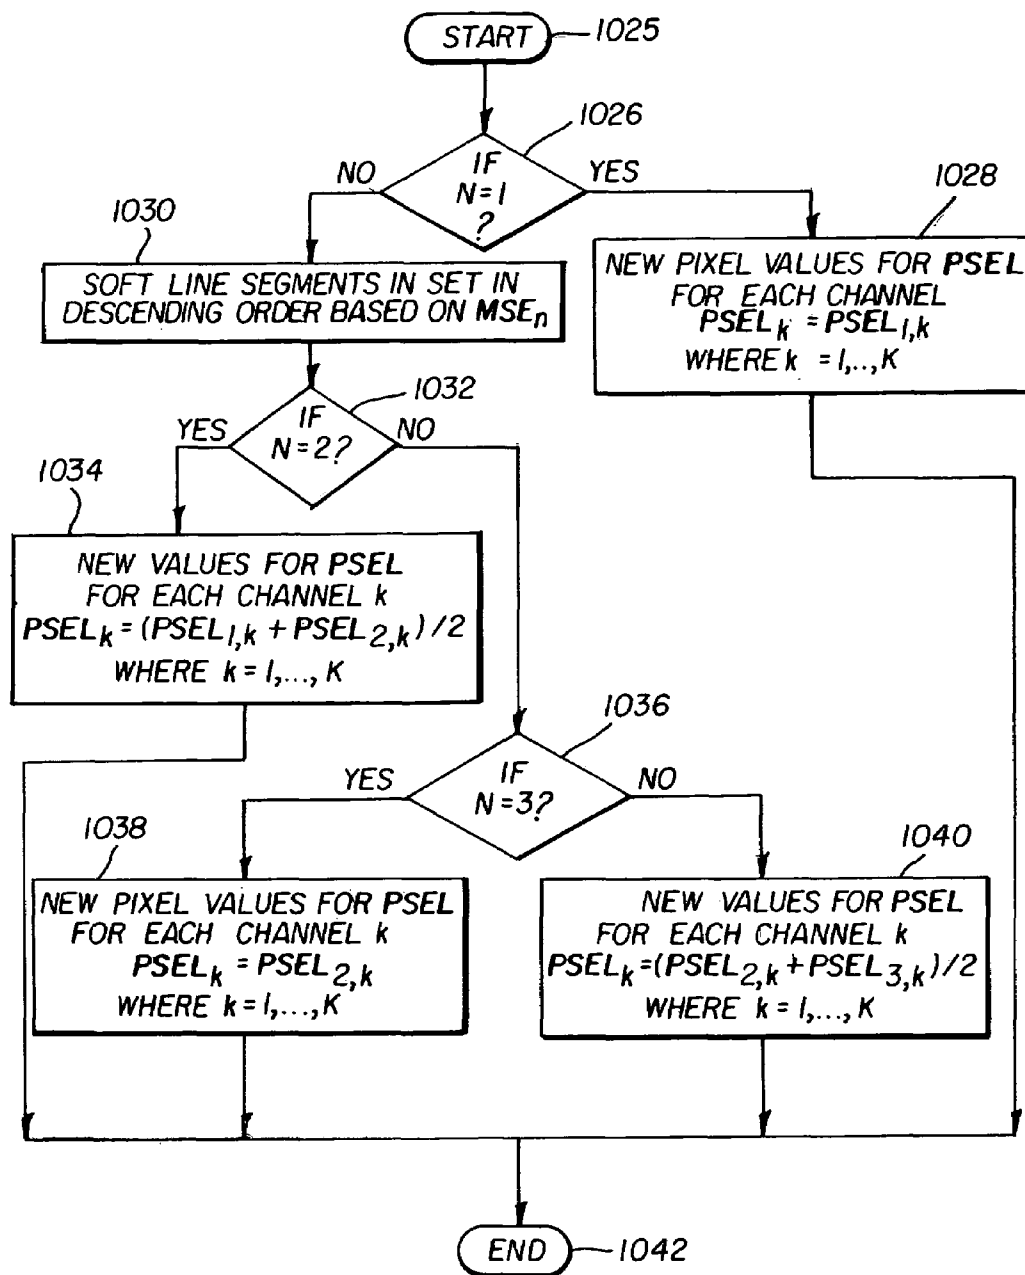 START
1025
1026
IF
N=1
?
NO
YES
1028
1030
NEW PIXEL VALUES FOR PSEL
FOR EACH CHANNEL
PSELk = PSEL1,k
WHERE k = 1,..,K
SOFT LINE SEGMENTS IN SET IN
DESCENDING ORDER BASED ON MSEn
1032
IF
N=2?
YES
NO
1034
NEW VALUES FOR PSEL
FOR EACH CHANNEL k
PSELk=(PSEL1,k + PSEL2,k)/2
WHERE k=1,...,K
1036
IF
N=3?
YES
NO
1038
NEW PIXEL VALUES FOR PSEL
FOR EACH CHANNEL k
PSELk=PSEL2,k
WHERE k=1,...,K
1040
NEW VALUES FOR PSEL
FOR EACH CHANNEL k
PSELk=(PSEL2,k+PSEL3,k)/2
WHERE k=1,...,K
END
1042